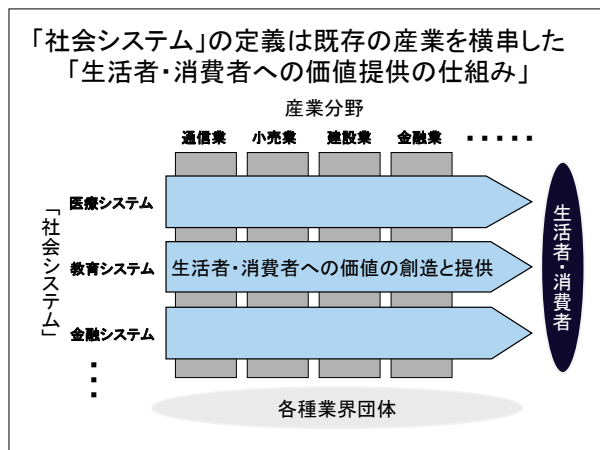 「社会システム」の定義は既存の産業を横串した
「生活者・消費者への価値提供の仕組み」
産業分野
通信業 小売業 建設業 金融業 ・・・・・
「社会システム」
医療システム
教育システム
金融システム
・・・
生活者・消費者への価値の創造と提供
生活者・消費者
各種業界団体